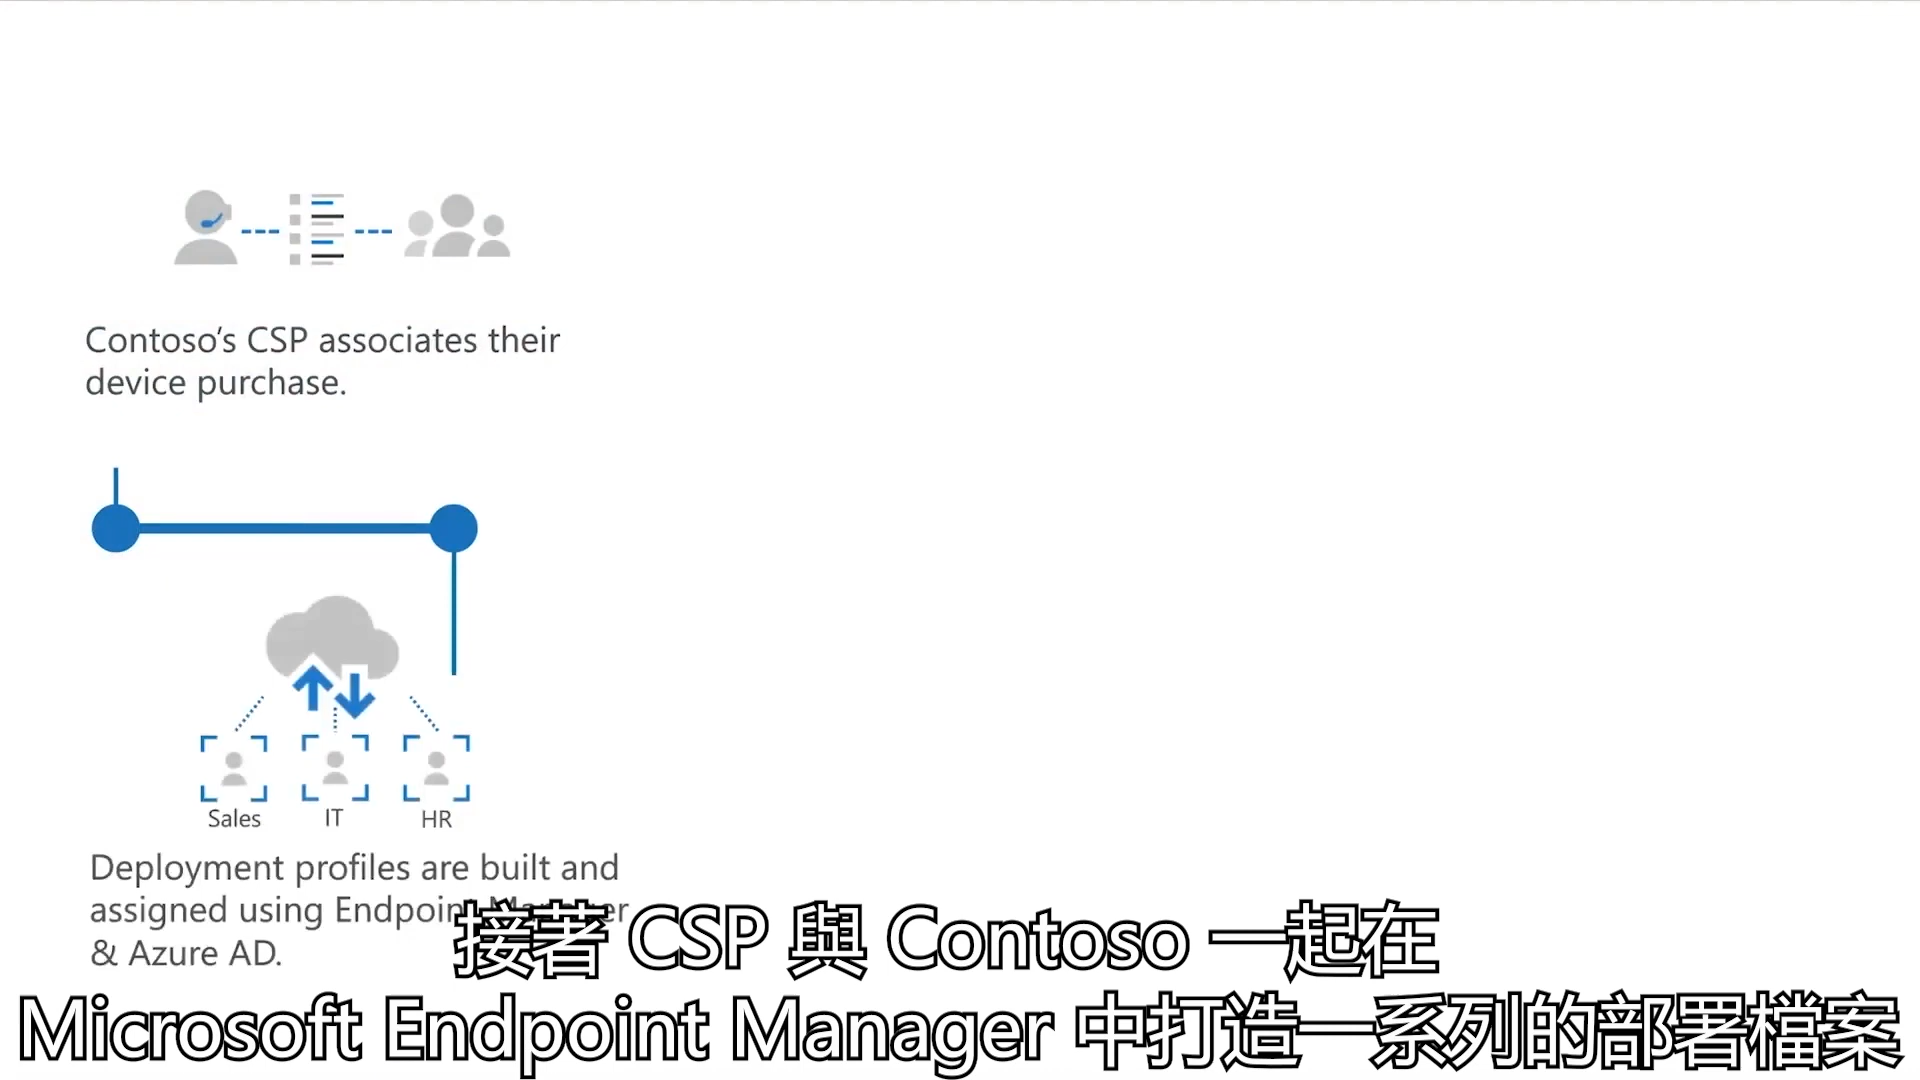 Contoso's CSP associates their
device purchase.
Sales
IT
HR
Deployment profiles are built and
assigned using Endpoint Manager
& Azure AD.
接著 CSP 與 Contoso 一起在
Microsoft Endpoint Manager 中打造一系列的部署檔案